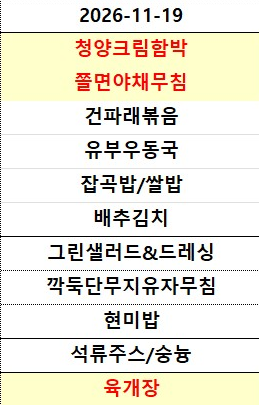 2026-11-19
청양크림함박
쫄면야채무침
건파래볶음
유부우동국
잡곡밥/쌀밥
배추김치
그린샐러드&드레싱
깍둑단무지유자무침
현미밥
석류주스/숭늉
육개장